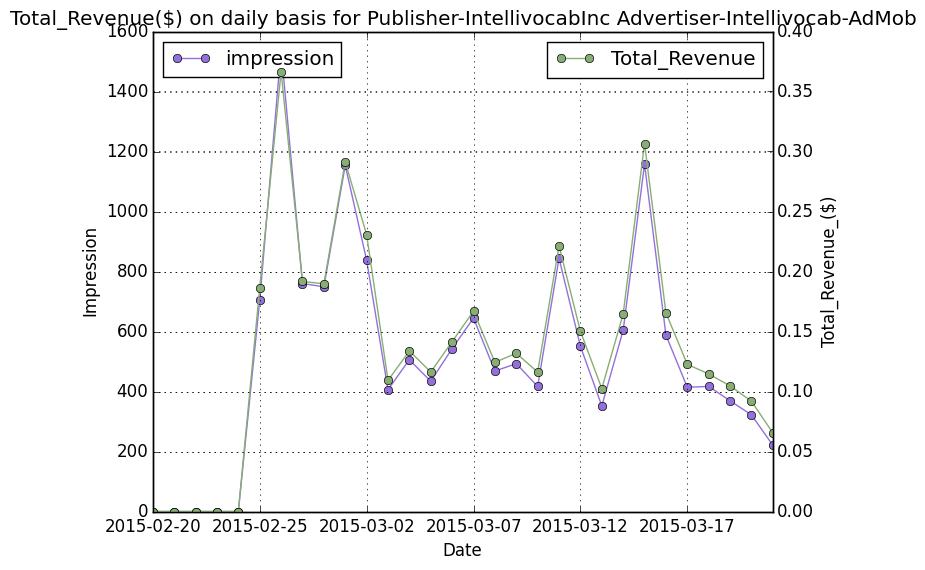 Total_Revenue($) on daily basis for Publisher-IntellivocabInc Advertiser-Intellivocab-AdMob
impression
Total_Revenue
1600
1400
1200
1000
800
600
400
200
0
Impression
0.40
0.35
0.30
0.25
0.20
0.15
0.10
0.05
0.00
Total_Revenue_($)
2015-02-20 2015-02-25 2015-03-02 2015-03-07 2015-03-12 2015-03-17
Date